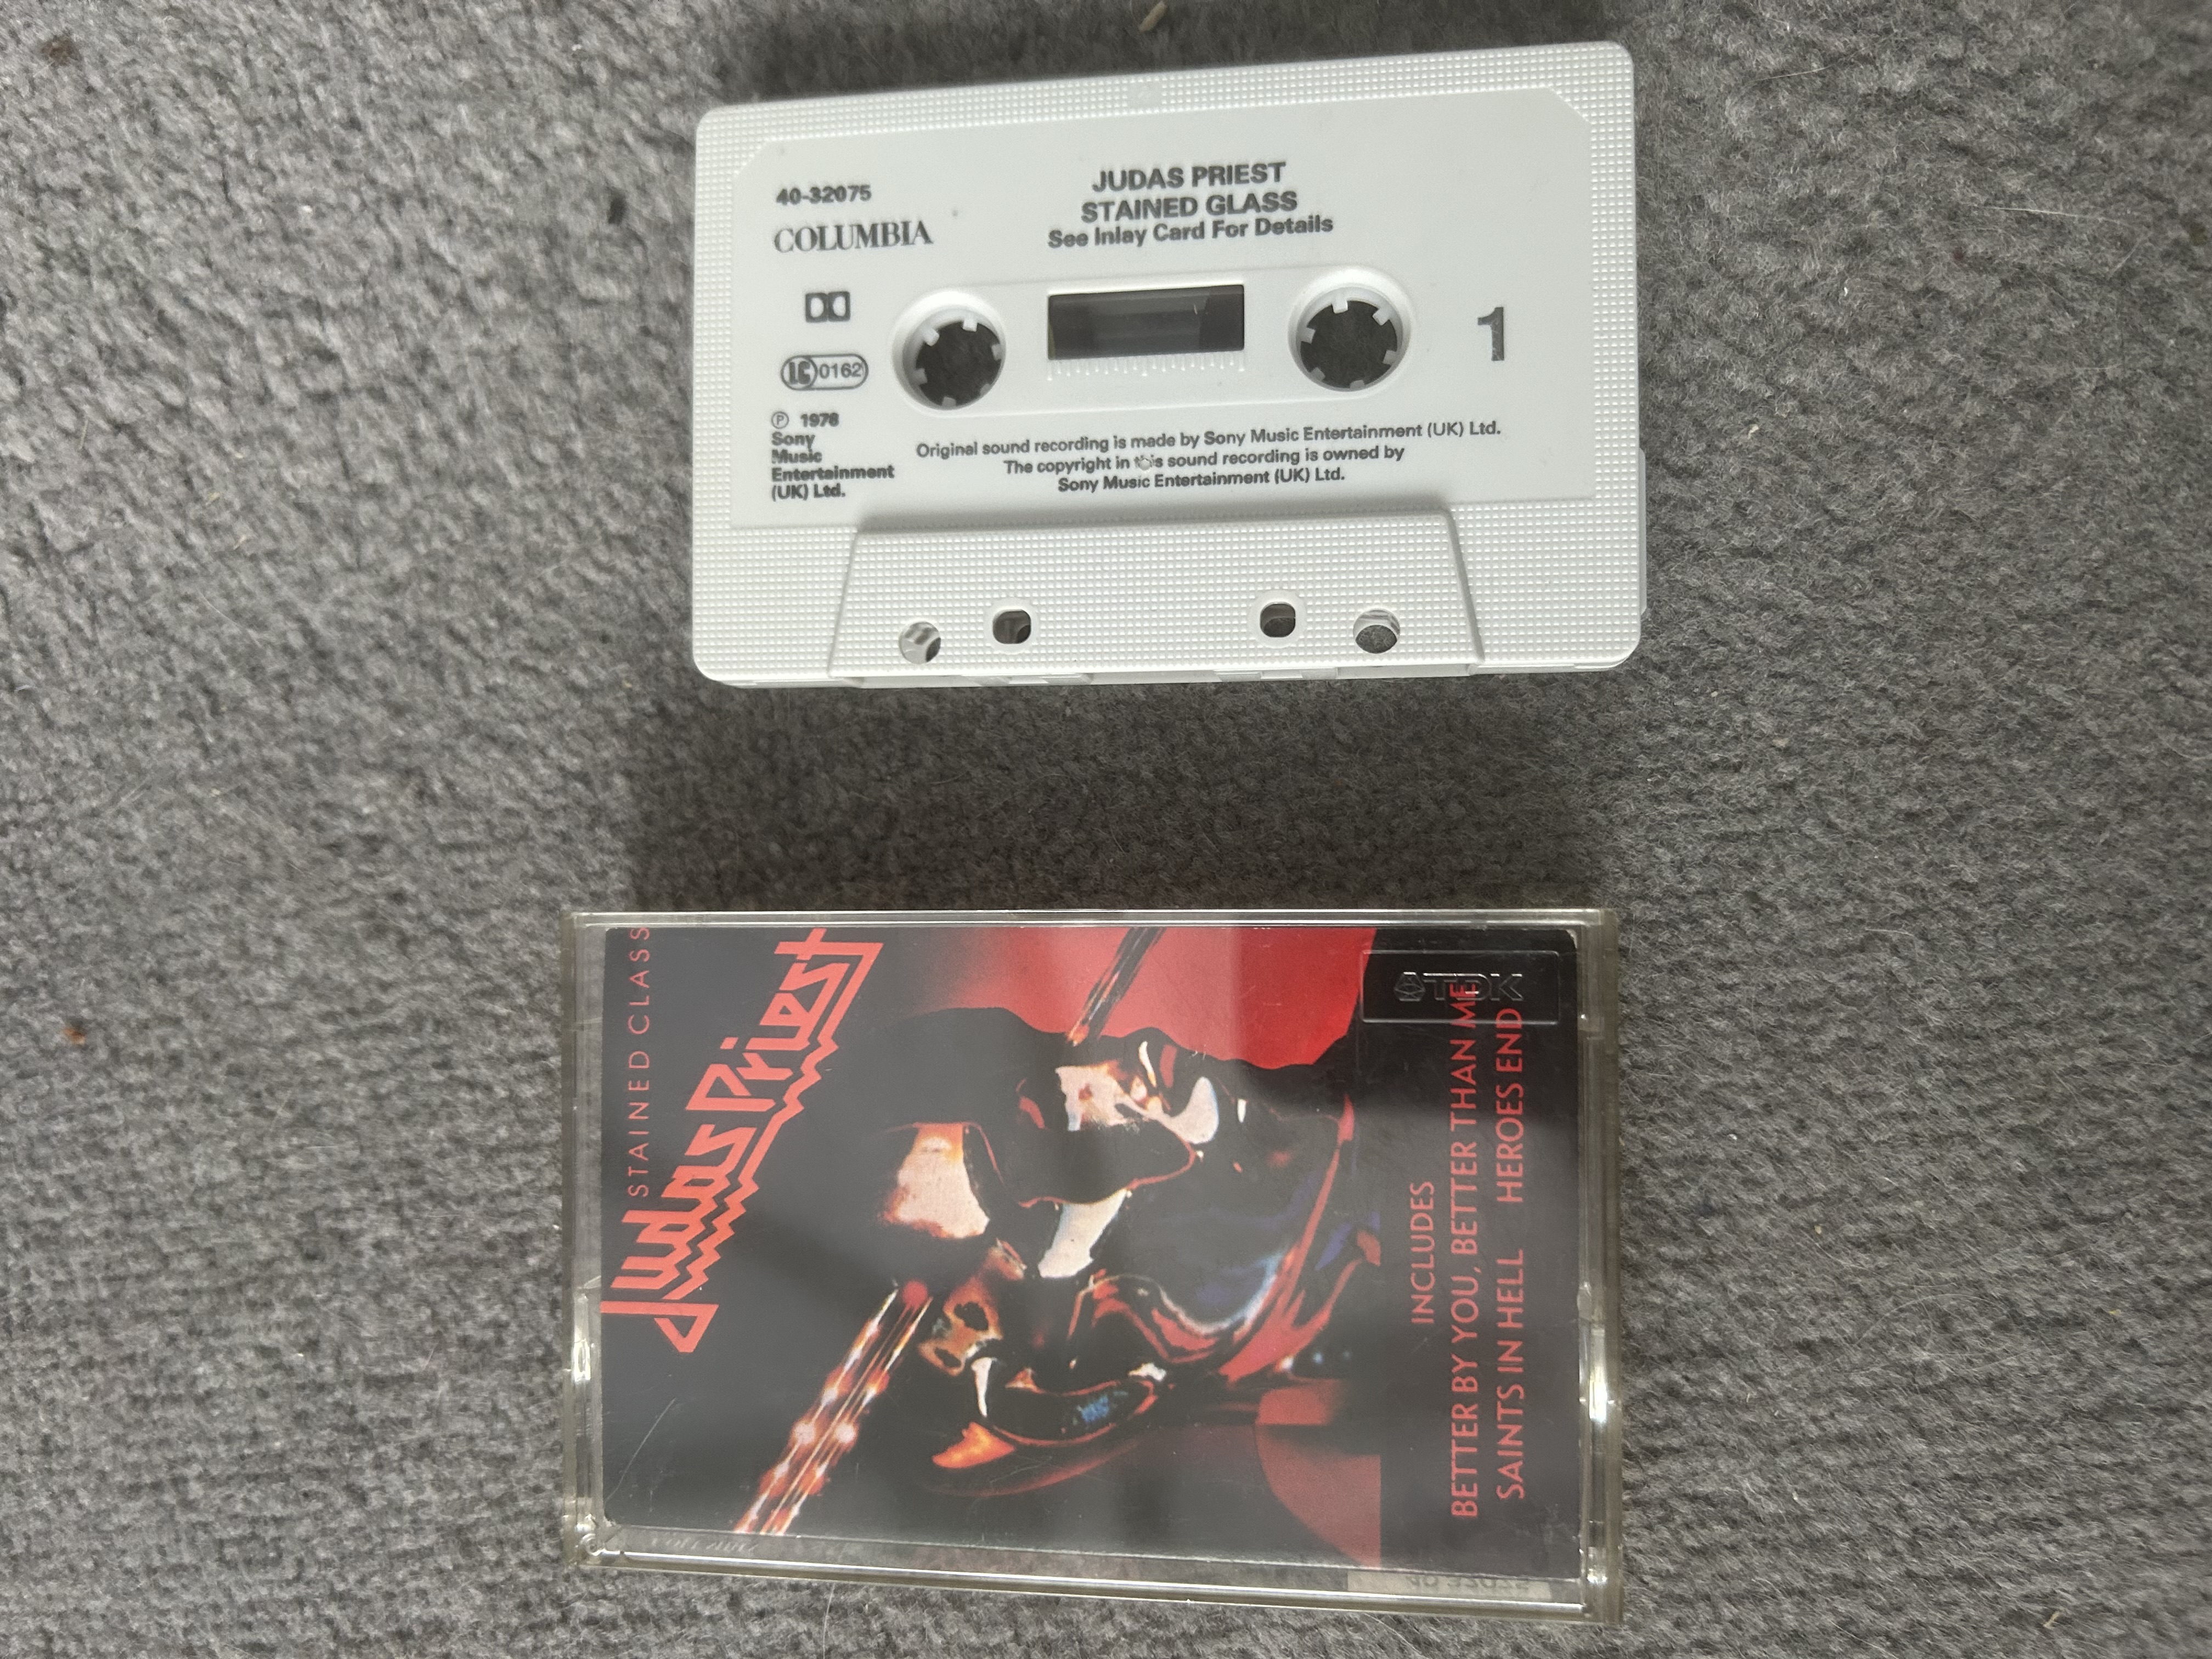 40-32075
COLUMBIA
LC 0162
℗ 1978
Sony
Music
Entertainment
(UK) Ltd.
JUDAS PRIEST
STAINED GLASS
See Inlay Card For Details
1
Original sound recording is made by Sony Music Entertainment (UK) Ltd.
The copyright in this sound recording is owned by
Sony Music Entertainment (UK) Ltd.
STAINED CLASS
Judas Priest
TDK
INCLUDES
BETTER BY YOU, BETTER THAN ME
SAINTS IN HELL HEROES END